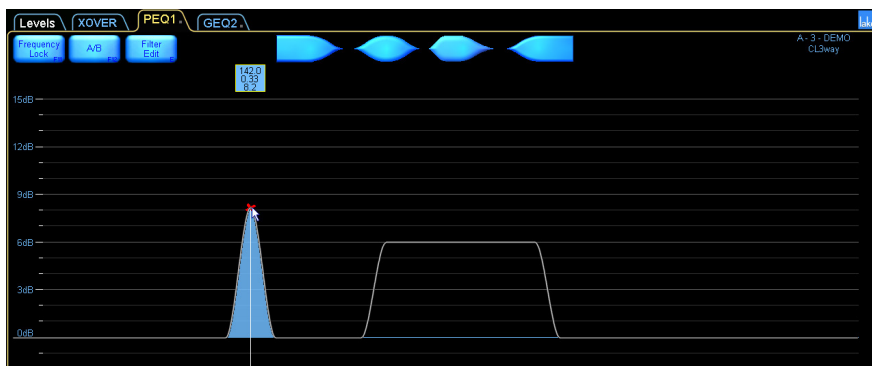 Levels XOVER PEQ1 GEQ2
Frequency Lock A/B Filter Edit
A - 3 - DEMO
CL3way
142.0
0.33
8.2
15dB
12dB
9dB
6dB
3dB
0dB